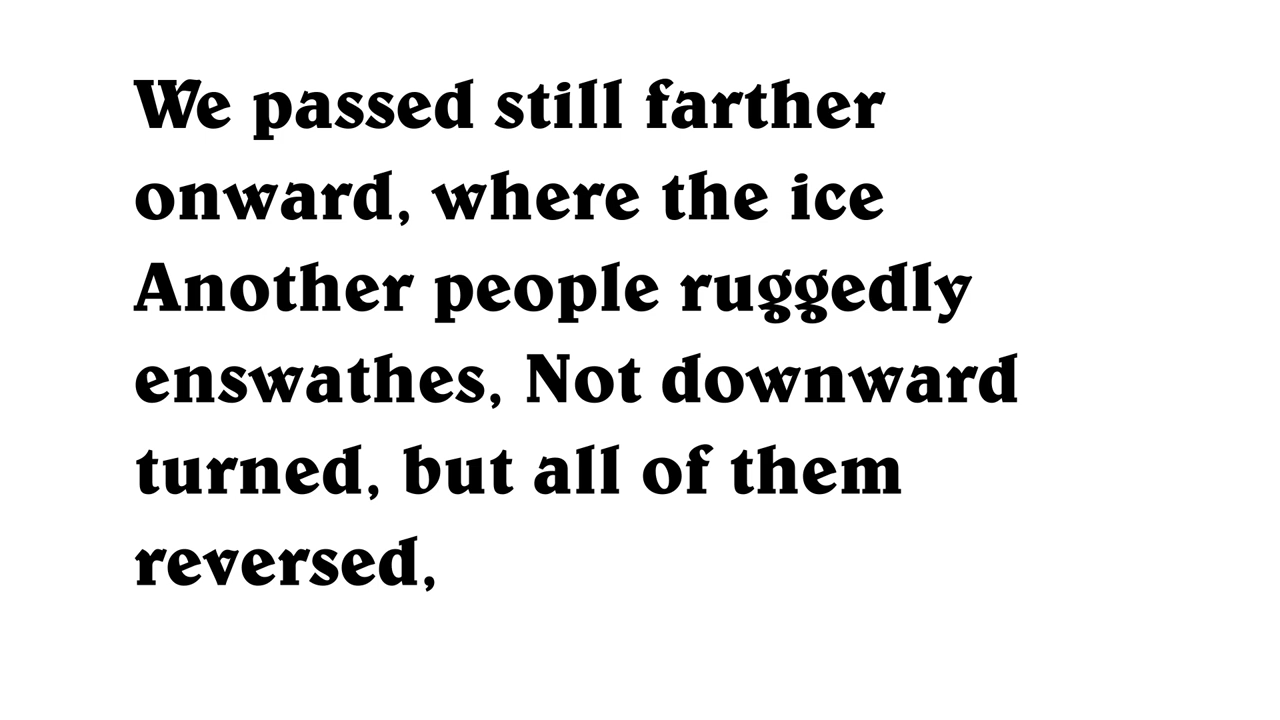 We passed still farther
onward, where the ice
Another people ruggedly
enswathes, Not downward
turned, but all of them
reversed,